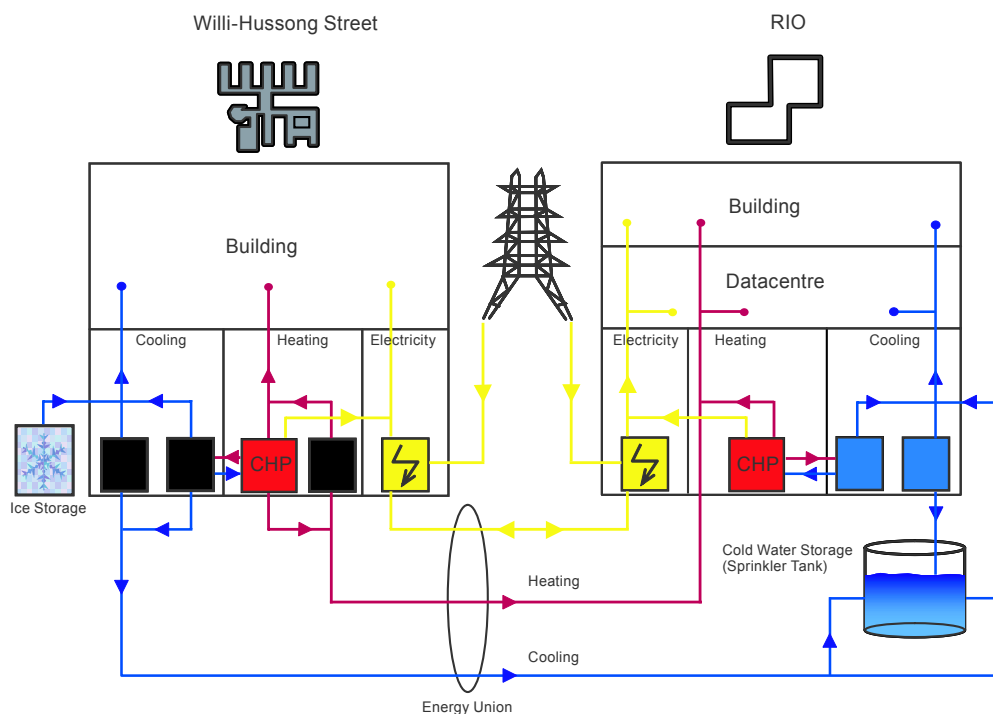 Willi-Hussong Street
RIO
Building
Building
Datacentre
Cooling
Heating
Electricity
Electricity
Heating
Cooling
CHP
CHP
Ice Storage
Cold Water Storage
(Sprinkler Tank)
Heating
Cooling
Energy Union